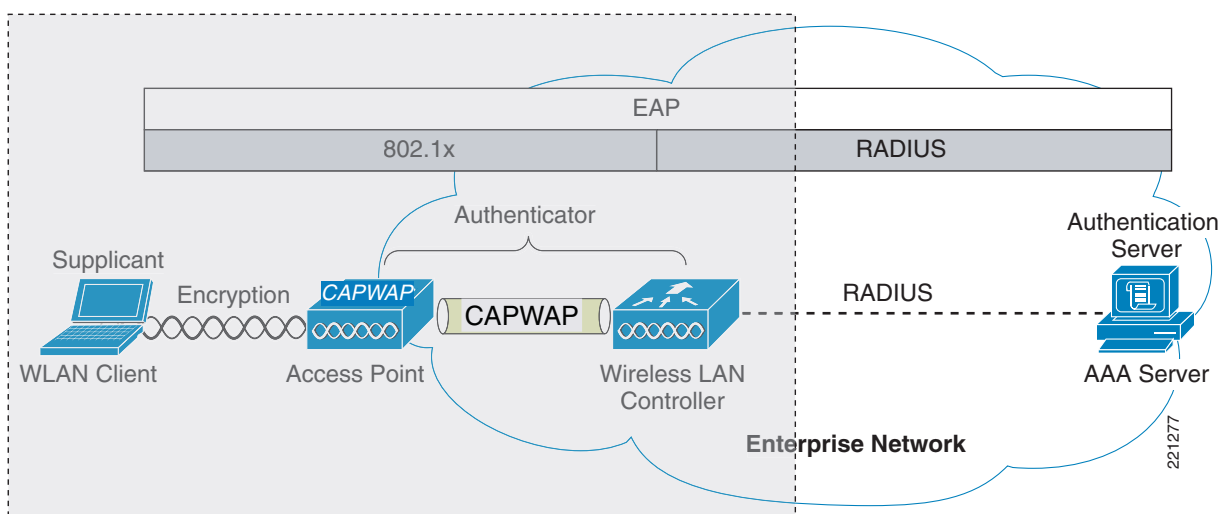 EAP
802.1x
RADIUS
Authenticator
Authentication
Server
Supplicant
Encryption
CAPWAP
CAPWAP
RADIUS
WLAN Client
Access Point
Wireless LAN
Controller
AAA Server
Enterprise Network
221277